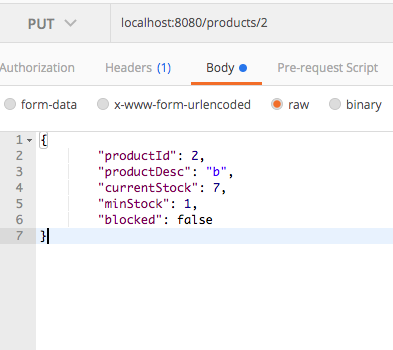 PUT localhost:8080/products/2
Authorization Headers (1) Body Pre-request Script
form-data x-www-form-urlencoded raw binary
1 {
2 "productId": 2,
3 "productDesc": "b",
4 "currentStock": 7,
5 "minStock": 1,
6 "blocked": false
7 }